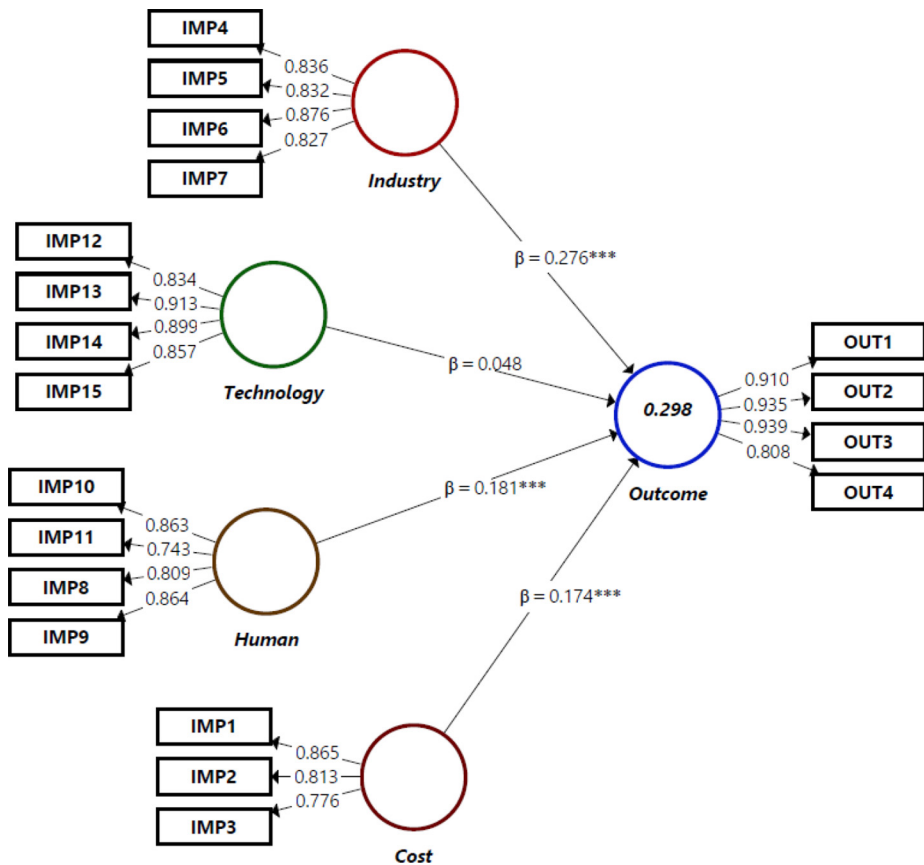 IMP4
0.836
IMP5
0.832
IMP6
0.876
IMP7
0.827
Industry
β = 0.276***
IMP12
0.834
IMP13
0.913
IMP14
0.899
IMP15
0.857
Technology
β = 0.048
IMP10
0.863
IMP11
0.743
IMP8
0.809
IMP9
0.864
Human
β = 0.181***
IMP1
0.865
IMP2
0.813
IMP3
0.776
Cost
β = 0.174***
0.298
Outcome
OUT1
0.910
OUT2
0.935
OUT3
0.939
OUT4
0.808